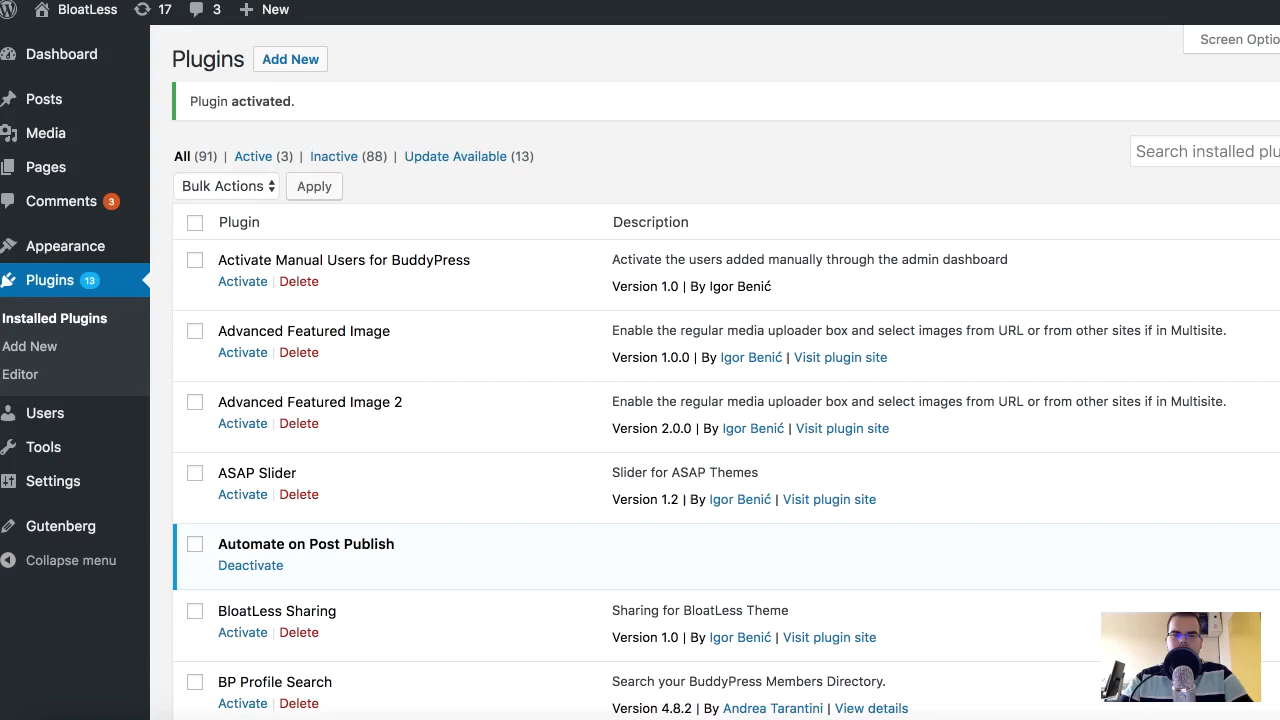 BloatLess 17 3 New
Screen Optio
Dashboard
Posts
Media
Pages
Comments 3
Appearance
Plugins 13
Installed Plugins
Add New
Editor
Users
Tools
Settings
Gutenberg
Collapse menu
Plugins Add New
Plugin activated.
All (91) | Active (3) | Inactive (88) | Update Available (13)
Search installed plu
Bulk Actions Apply
Plugin Description
Activate Manual Users for BuddyPress
Activate | Delete
Activate the users added manually through the admin dashboard
Version 1.0 | By Igor Benić
Advanced Featured Image
Activate | Delete
Enable the regular media uploader box and select images from URL or from other sites if in Multisite.
Version 1.0.0 | By Igor Benić | Visit plugin site
Advanced Featured Image 2
Activate | Delete
Enable the regular media uploader box and select images from URL or from other sites if in Multisite.
Version 2.0.0 | By Igor Benić | Visit plugin site
ASAP Slider
Activate | Delete
Slider for ASAP Themes
Version 1.2 | By Igor Benić | Visit plugin site
Automate on Post Publish
Deactivate
BloatLess Sharing
Activate | Delete
Sharing for BloatLess Theme
Version 1.0 | By Igor Benić | Visit plugin site
BP Profile Search
Activate | Delete
Search your BuddyPress Members Directory.
Version 4.8.2 | By Andrea Tarantini | View details